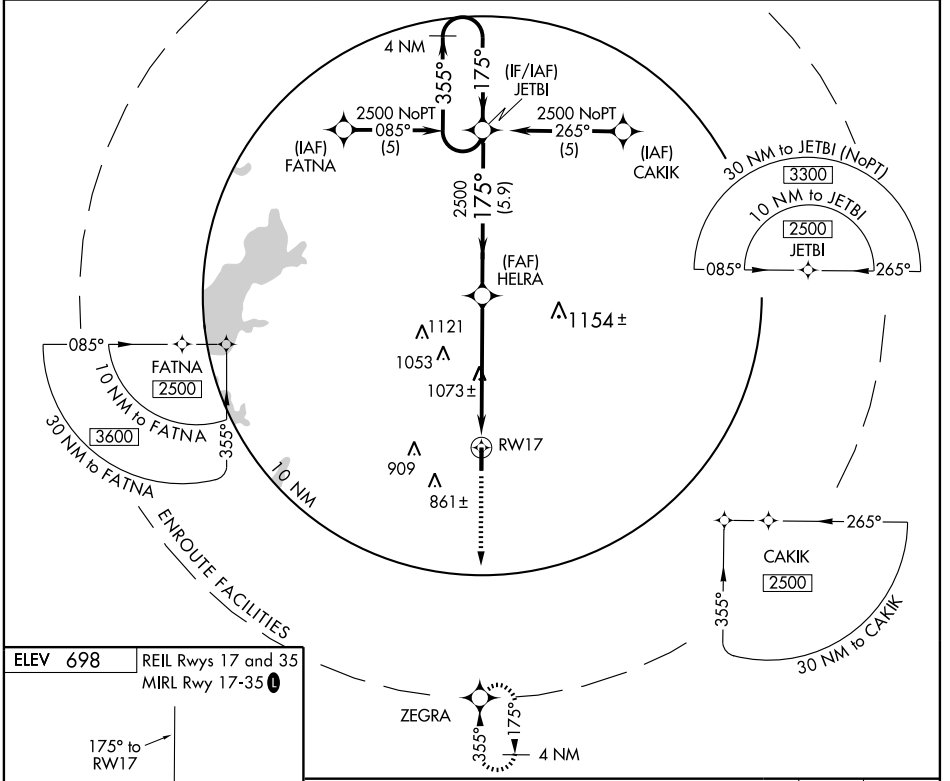 4 NM
355°
175°
(IF/IAF)
JETBI
2500 NoPT
085°
(5)
2500 NoPT
265°
(5)
(IAF)
FATNA
(IAF)
CAKIK
2500
175°
(5.9)
30 NM to JETBI (NoPT)
3300
10 NM to JETBI
2500
JETBI
085°
265°
(FAF)
HELRA
1154 ±
1121
1053
1073 ±
085°
FATNA
2500
10 NM to FATNA
3600
355°
30 NM to FATNA
RW17
909
861 ±
10 NM
265°
CAKIK
2500
355°
30 NM to CAKIK
ENROUTE FACILITIES
ELEV 698
REIL Rwys 17 and 35
MIRL Rwy 17-35 L
175° to
RW17
ZEGRA
355°
175°
4 NM